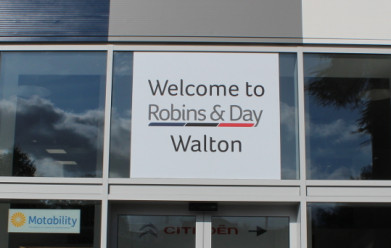 Welcome to
Robins & Day
Walton
Motability
CITROËN